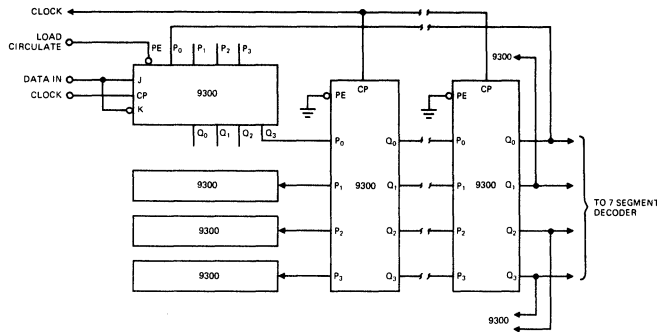 CLOCK
LOAD
CIRCULATE
PE P0 P1 P2 P3
9300
DATA IN
J
CLOCK
CP
9300
K
Q0 Q1 Q2 Q3
CP
PE
CP
PE
P0 Q0 P0 Q0
9300
P1 9300 Q1 P1 9300 Q1
TO 7 SEGMENT
DECODER
9300
P2 Q2 P2 Q2
9300
P3 Q3 P3 Q3
9300